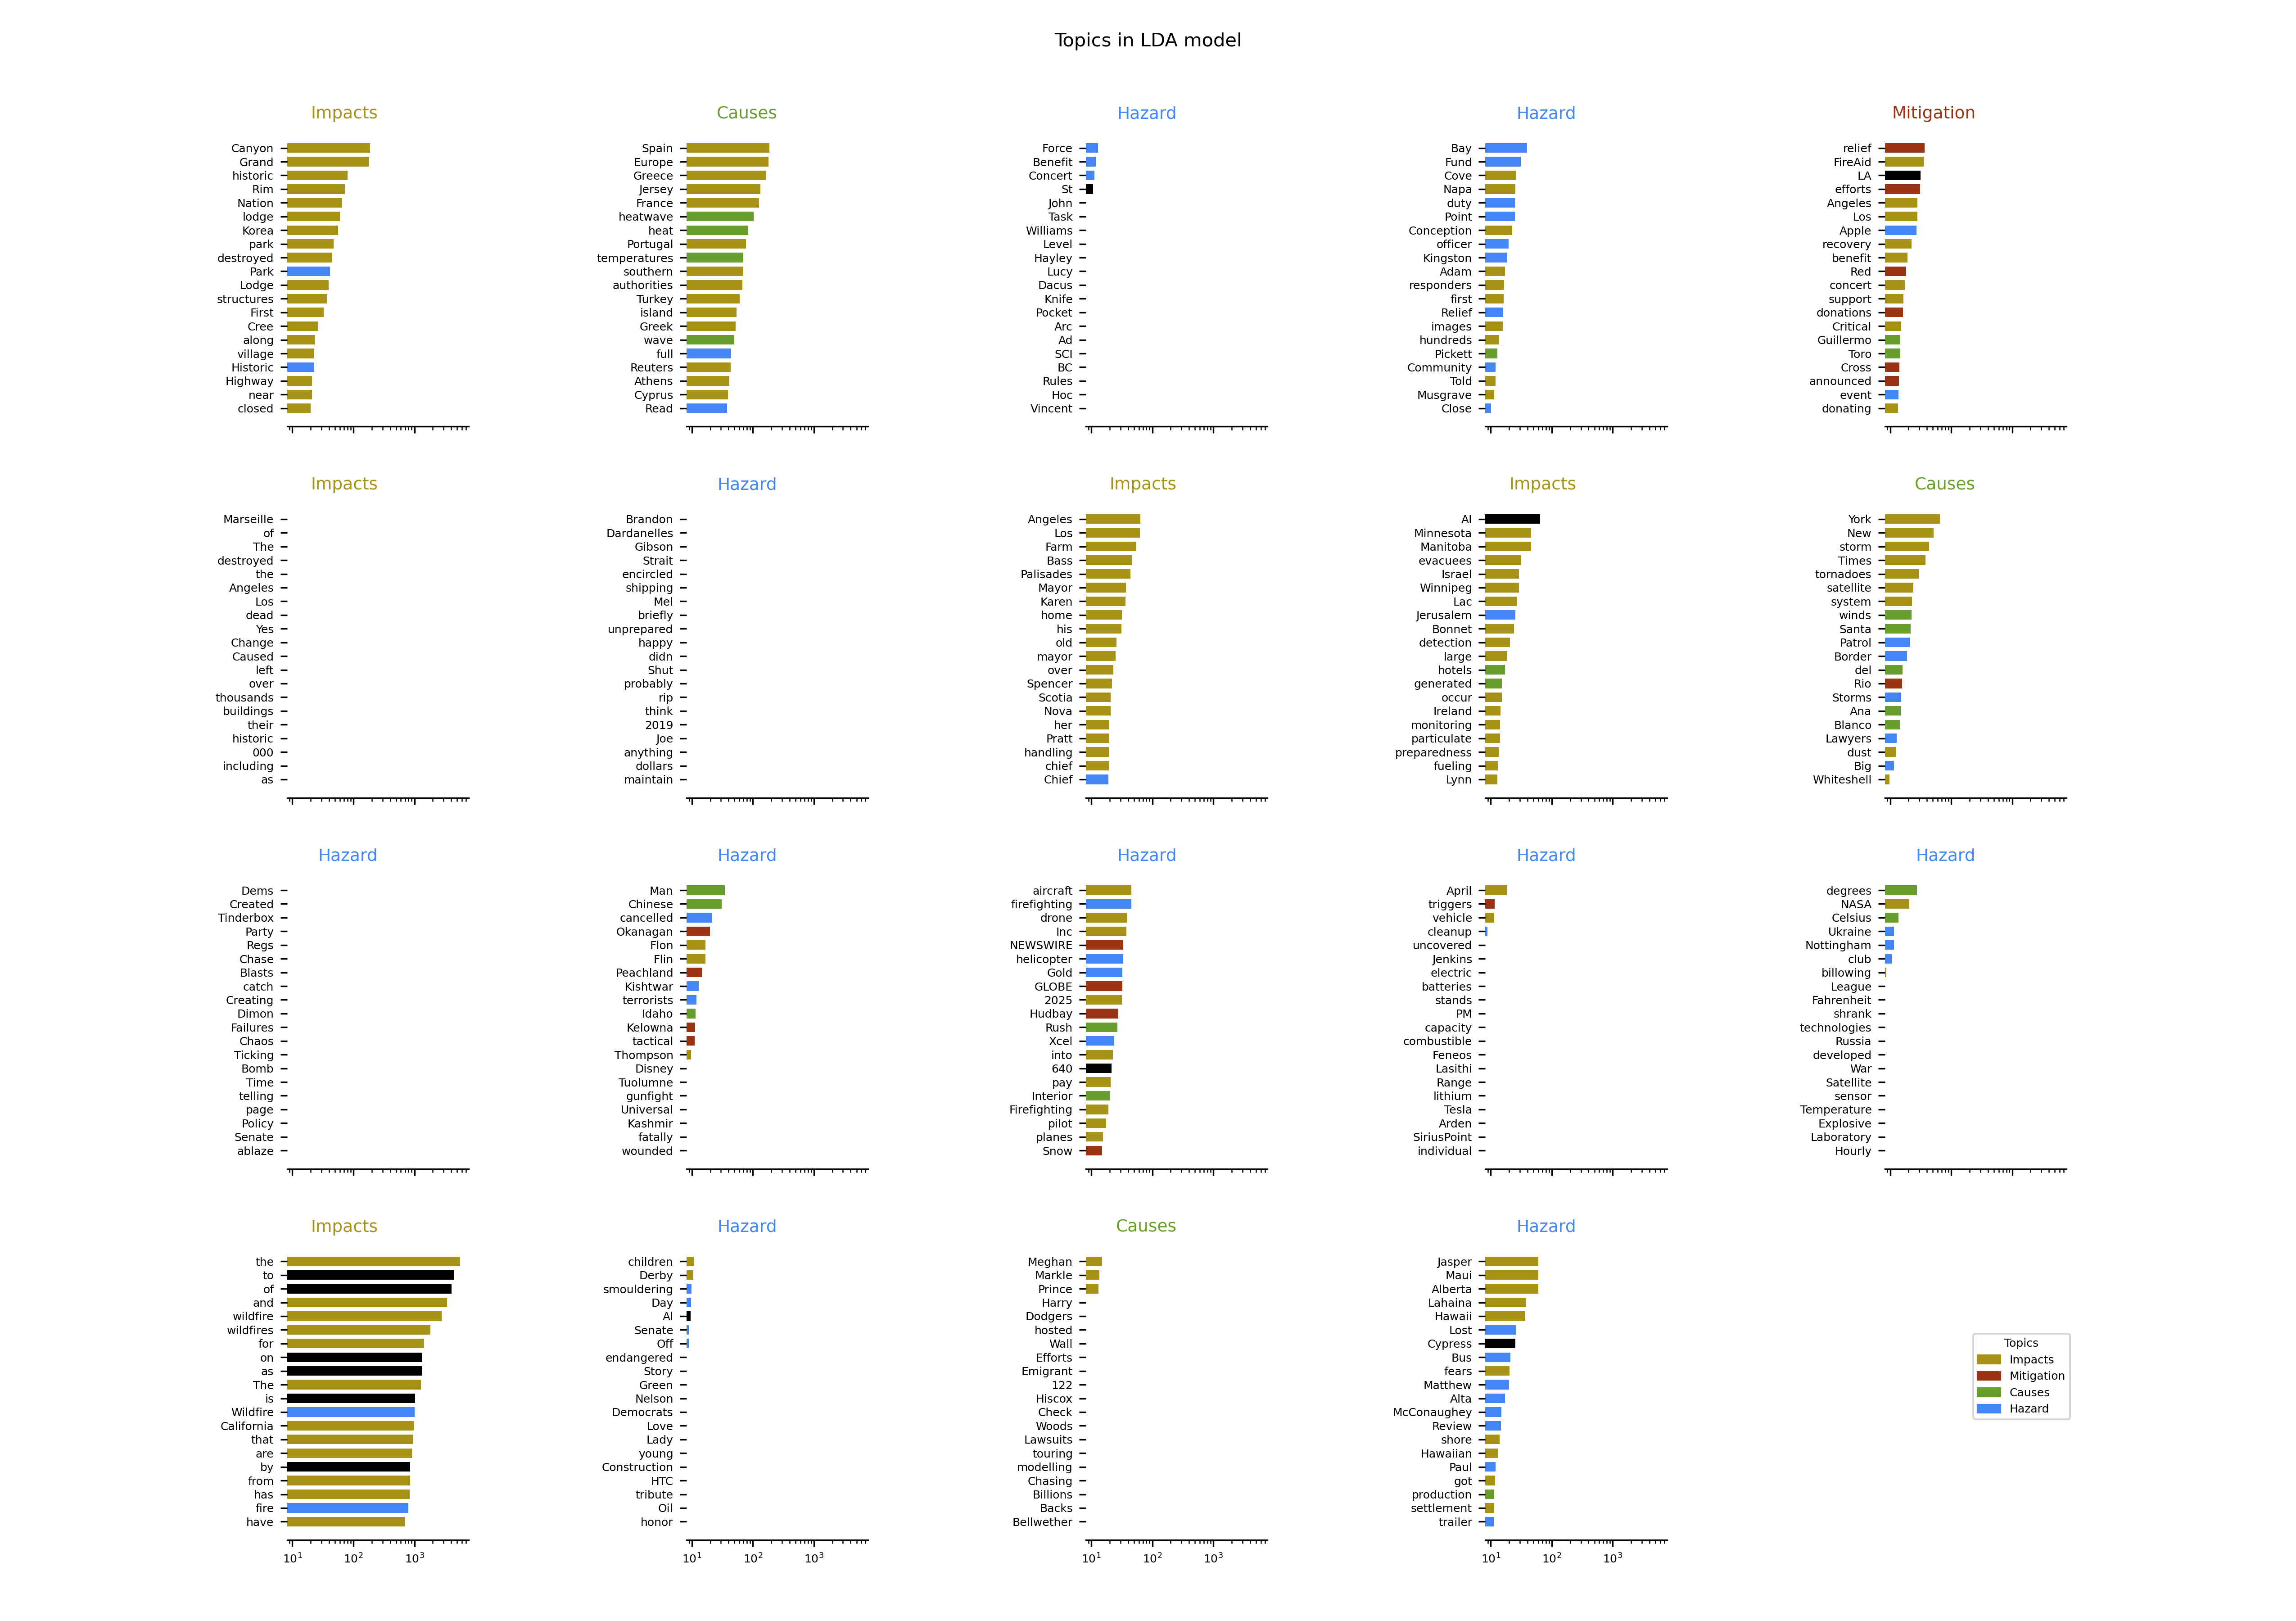 Topics in LDA model
Impacts
Canyon
Grand
historic
Rim
Nation
lodge
Korea
park
destroyed
Park
Lodge
structures
First
Cree
along
village
Historic
Highway
near
closed
Causes
Spain
Europe
Greece
Jersey
France
heatwave
heat
Portugal
temperatures
southern
authorities
Turkey
island
Greek
wave
full
Reuters
Athens
Cyprus
Read
Hazard
Force
Benefit
Concert
St
John
Task
Williams
Level
Hayley
Lucy
Dacus
Knife
Pocket
Arc
Ad
SCI
BC
Rules
Hoc
Vincent
Hazard
Bay
Fund
Cove
Napa
duty
Point
Conception
officer
Kingston
Adam
responders
first
Relief
images
hundreds
Pickett
Community
Told
Musgrave
Close
Mitigation
relief
FireAid
LA
efforts
Angeles
Los
Apple
recovery
benefit
Red
concert
support
donations
Critical
Guillermo
Toro
Cross
announced
event
donating
Impacts
Marseille
of
The
destroyed
the
Angeles
Los
dead
Yes
Change
Caused
left
over
thousands
buildings
their
historic
000
including
as
Hazard
Brandon
Dardanelles
Gibson
Strait
encircled
shipping
Mel
briefly
unprepared
happy
didn
Shut
probably
rip
think
2019
Joe
anything
dollars
maintain
Impacts
Angeles
Los
Farm
Bass
Palisades
Mayor
Karen
home
his
old
mayor
over
Spencer
Scotia
Nova
her
Pratt
handling
chief
Chief
Impacts
AI
Minnesota
Manitoba
evacuees
Israel
Winnipeg
Lac
Jerusalem
Bonnet
detection
large
hotels
generated
occur
Ireland
monitoring
particulate
preparedness
fueling
Lynn
Causes
York
New
storm
Times
tornadoes
satellite
system
winds
Santa
Patrol
Border
del
Rio
Storms
Ana
Blanco
Lawyers
dust
Big
Whiteshell
Hazard
Dems
Created
Tinderbox
Party
Regs
Chase
Blasts
catch
Creating
Dimon
Failures
Chaos
Ticking
Bomb
Time
telling
page
Policy
Senate
ablaze
Hazard
Man
Chinese
cancelled
Okanagan
Flon
Flin
Peachland
Kishtwar
terrorists
Idaho
Kelowna
tactical
Thompson
Disney
Tuolumne
gunfight
Universal
Kashmir
fatally
wounded
Hazard
aircraft
firefighting
drone
Inc
NEWSWIRE
helicopter
Gold
GLOBE
2025
Hudbay
Rush
Xcel
into
640
pay
Interior
Firefighting
pilot
planes
Snow
Hazard
April
triggers
vehicle
cleanup
uncovered
Jenkins
electric
batteries
stands
PM
capacity
combustible
Feneos
Lasithi
Range
lithium
Tesla
Arden
SiriusPoint
individual
Hazard
degrees
NASA
Celsius
Ukraine
Nottingham
club
billowing
League
Fahrenheit
shrank
technologies
Russia
developed
War
Satellite
sensor
Temperature
Explosive
Laboratory
Hourly
Impacts
the
to
of
and
wildfire
wildfires
for
on
as
The
is
Wildfire
California
that
are
by
from
has
fire
have
10¹ 10² 10³
Hazard
children
Derby
smouldering
Day
AI
Senate
Off
endangered
Story
Green
Nelson
Democrats
Love
Lady
young
Construction
HTC
tribute
Oil
honor
10¹ 10² 10³
Causes
Meghan
Markle
Prince
Harry
Dodgers
hosted
Wall
Efforts
Emigrant
122
Hiscox
Check
Woods
Lawsuits
touring
modelling
Chasing
Billions
Backs
Bellwether
10¹ 10² 10³
Hazard
Jasper
Maui
Alberta
Lahaina
Hawaii
Lost
Cypress
Bus
fears
Matthew
Alta
McConaughey
Review
shore
Hawaiian
Paul
got
production
settlement
trailer
10¹ 10² 10³
Topics
Impacts
Mitigation
Causes
Hazard